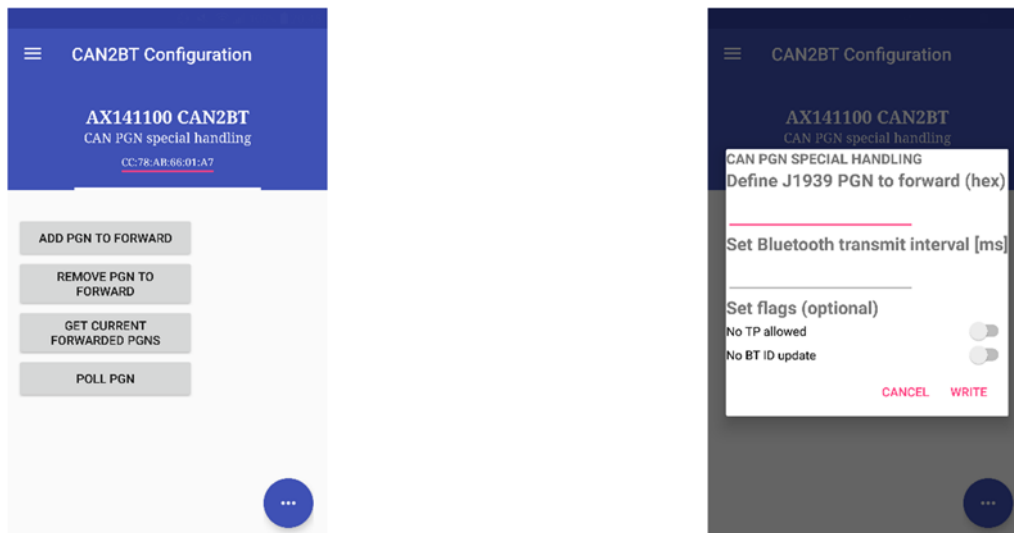 CAN2BT Configuration
AX141100 CAN2BT
CAN PGN special handling
CC:78:AB:66:01:A7
ADD PGN TO FORWARD
REMOVE PGN TO
FORWARD
GET CURRENT
FORWARDED PGNS
POLL PGN
CAN2BT Configuration
AX141100 CAN2BT
CAN PGN special handling
CAN PGN SPECIAL HANDLING
Define J1939 PGN to forward (hex)
Set Bluetooth transmit interval [ms]
Set flags (optional)
No TP allowed
No BT ID update
CANCEL WRITE